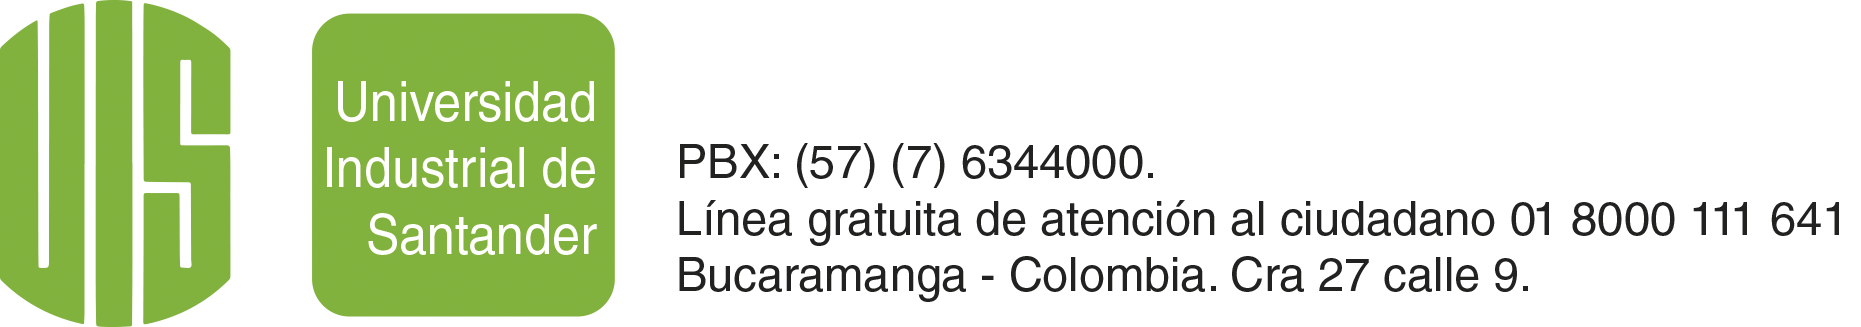 UIS
Universidad
Industrial de
Santander
PBX: (57) (7) 6344000.
Línea gratuita de atención al ciudadano 01 8000 111 641
Bucaramanga - Colombia. Cra 27 calle 9.